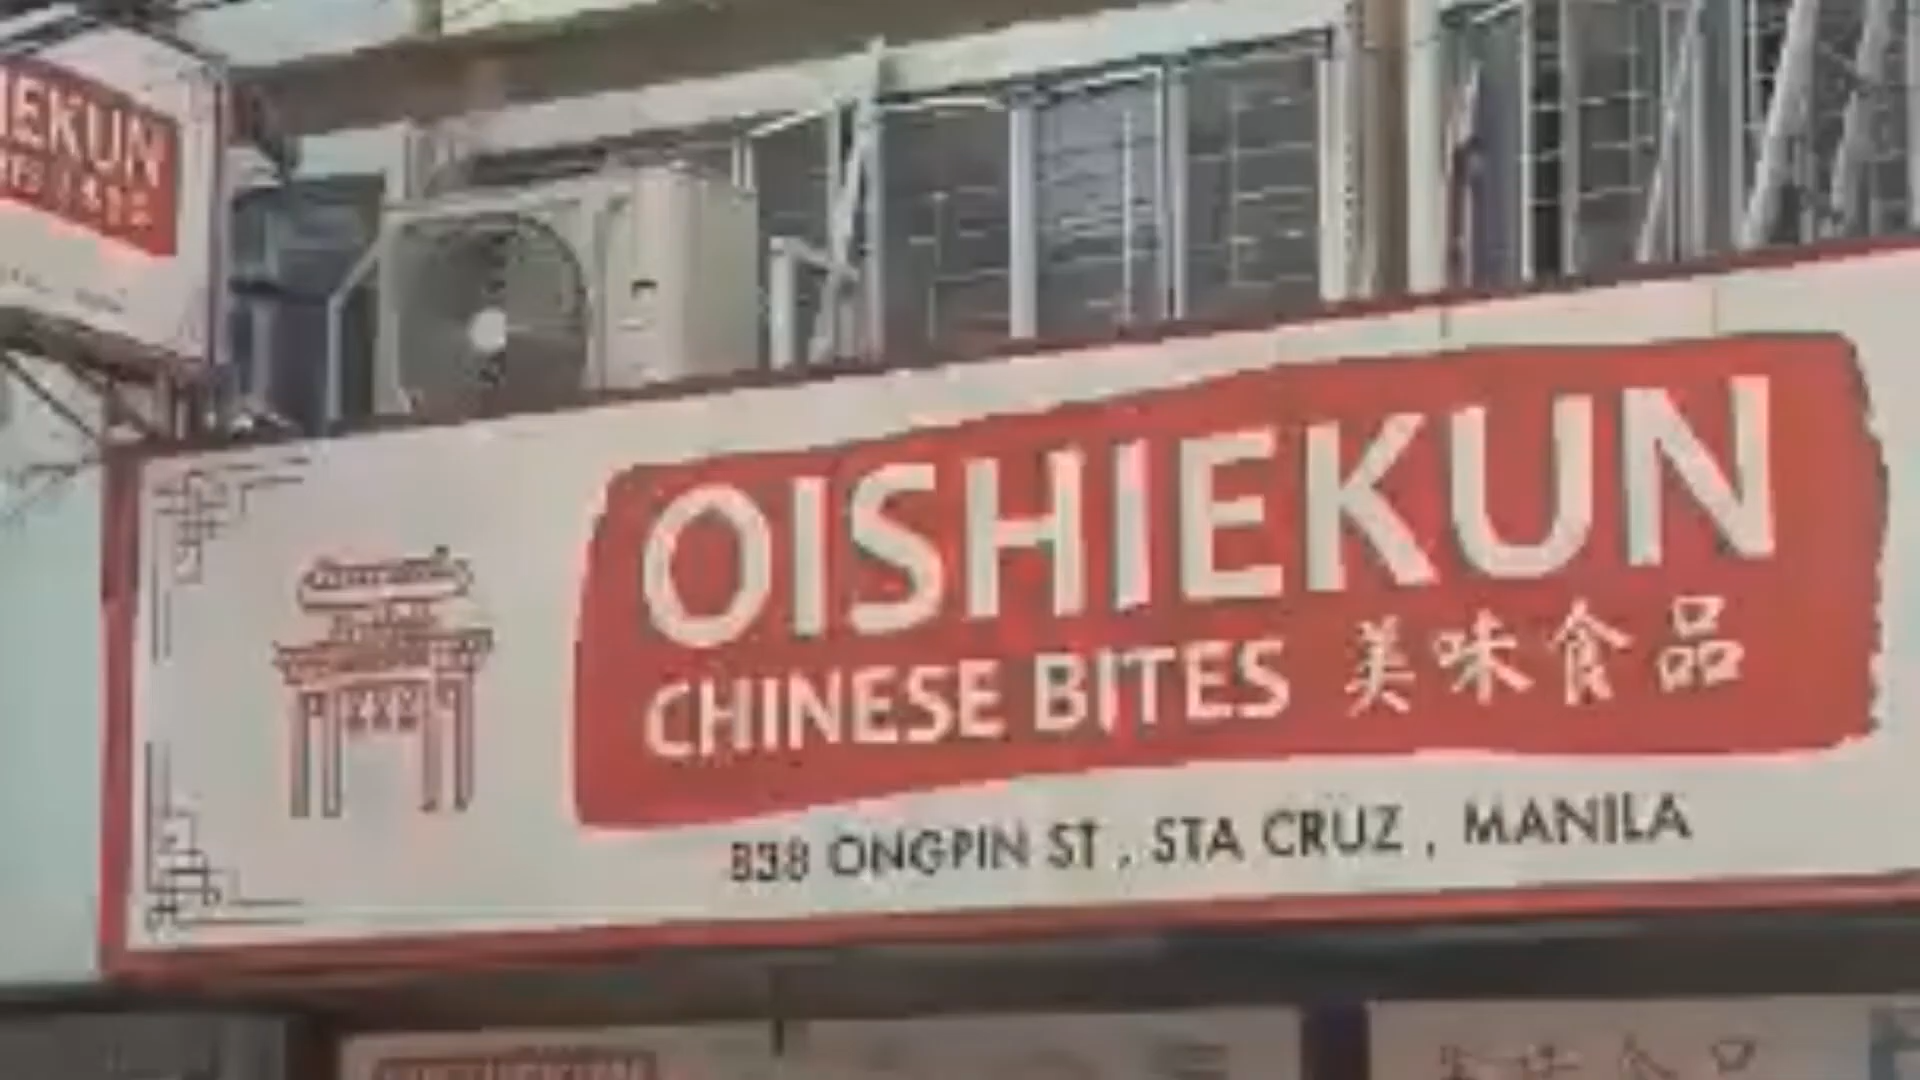 IEKUN
OISHIEKUN
CHINESE BITES 美味食品
838 ONGPIN ST , STA CRUZ , MANILA